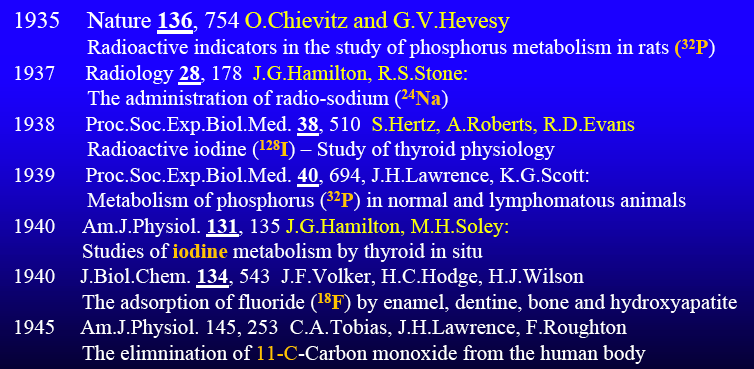 1935 Nature 136, 754 O.Chievitz and G.V.Hevesy
Radioactive indicators in the study of phosphorus metabolism in rats (³²P)
1937 Radiology 28, 178 J.G.Hamilton, R.S.Stone:
The administration of radio-sodium (²⁴Na)
1938 Proc.Soc.Exp.Biol.Med. 38, 510 S.Hertz, A.Roberts, R.D.Evans
Radioactive iodine (¹²⁸I) – Study of thyroid physiology
1939 Proc.Soc.Exp.Biol.Med. 40, 694, J.H.Lawrence, K.G.Scott:
Metabolism of phosphorus (³²P) in normal and lymphomatous animals
1940 Am.J.Physiol. 131, 135 J.G.Hamilton, M.H.Soley:
Studies of iodine metabolism by thyroid in situ
1940 J.Biol.Chem. 134, 543 J.F.Volker, H.C.Hodge, H.J.Wilson
The adsorption of fluoride (¹⁸F) by enamel, dentine, bone and hydroxyapatite
1945 Am.J.Physiol. 145, 253 C.A.Tobias, J.H.Lawrence, F.Roughton
The elimnination of 11-C-Carbon monoxide from the human body